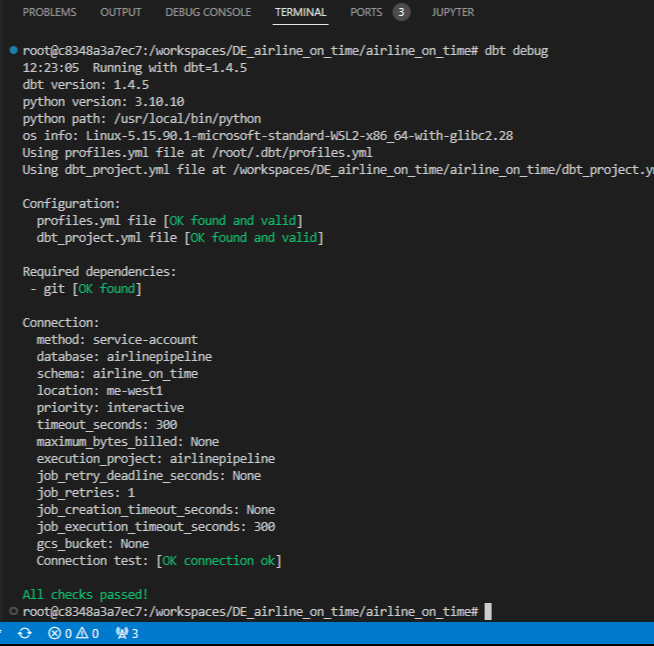 PROBLEMS OUTPUT DEBUG CONSOLE TERMINAL PORTS 3 JUPYTER
root@c8348a3a7ec7:/workspaces/DE_airline_on_time/airline_on_time# dbt debug
12:23:05  Running with dbt=1.4.5
dbt version: 1.4.5
python version: 3.10.10
python path: /usr/local/bin/python
os info: Linux-5.15.90.1-microsoft-standard-WSL2-x86_64-with-glibc2.28
Using profiles.yml file at /root/.dbt/profiles.yml
Using dbt_project.yml file at /workspaces/DE_airline_on_time/airline_on_time/dbt_project.y
Configuration:
  profiles.yml file [OK found and valid]
  dbt_project.yml file [OK found and valid]
Required dependencies:
 - git [OK found]
Connection:
  method: service-account
  database: airlinepipeline
  schema: airline_on_time
  location: me-west1
  priority: interactive
  timeout_seconds: 300
  maximum_bytes_billed: None
  execution_project: airlinepipeline
  job_retry_deadline_seconds: None
  job_retries: 1
  job_creation_timeout_seconds: None
  job_execution_timeout_seconds: 300
  gcs_bucket: None
  Connection test: [OK connection ok]
All checks passed!
root@c8348a3a7ec7:/workspaces/DE_airline_on_time/airline_on_time#
0 0 3